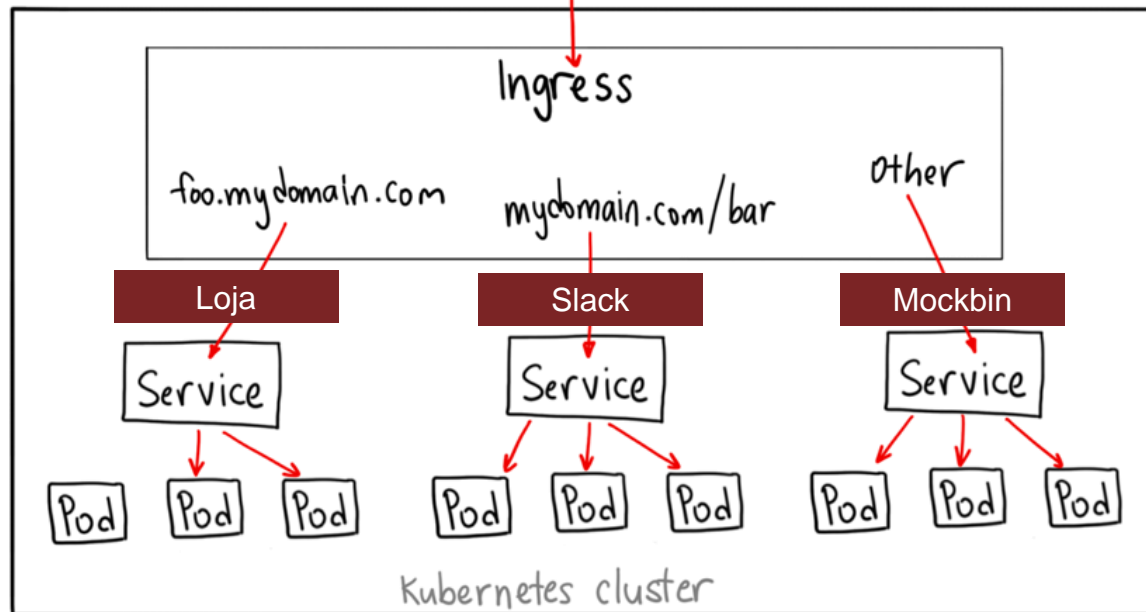 Ingress
foo.mydomain.com
mydomain.com/bar
other
Loja
Slack
Mockbin
Service
Service
Service
Pod
Pod
Pod
Pod
Pod
Pod
Pod
Pod
Pod
Kubernetes cluster